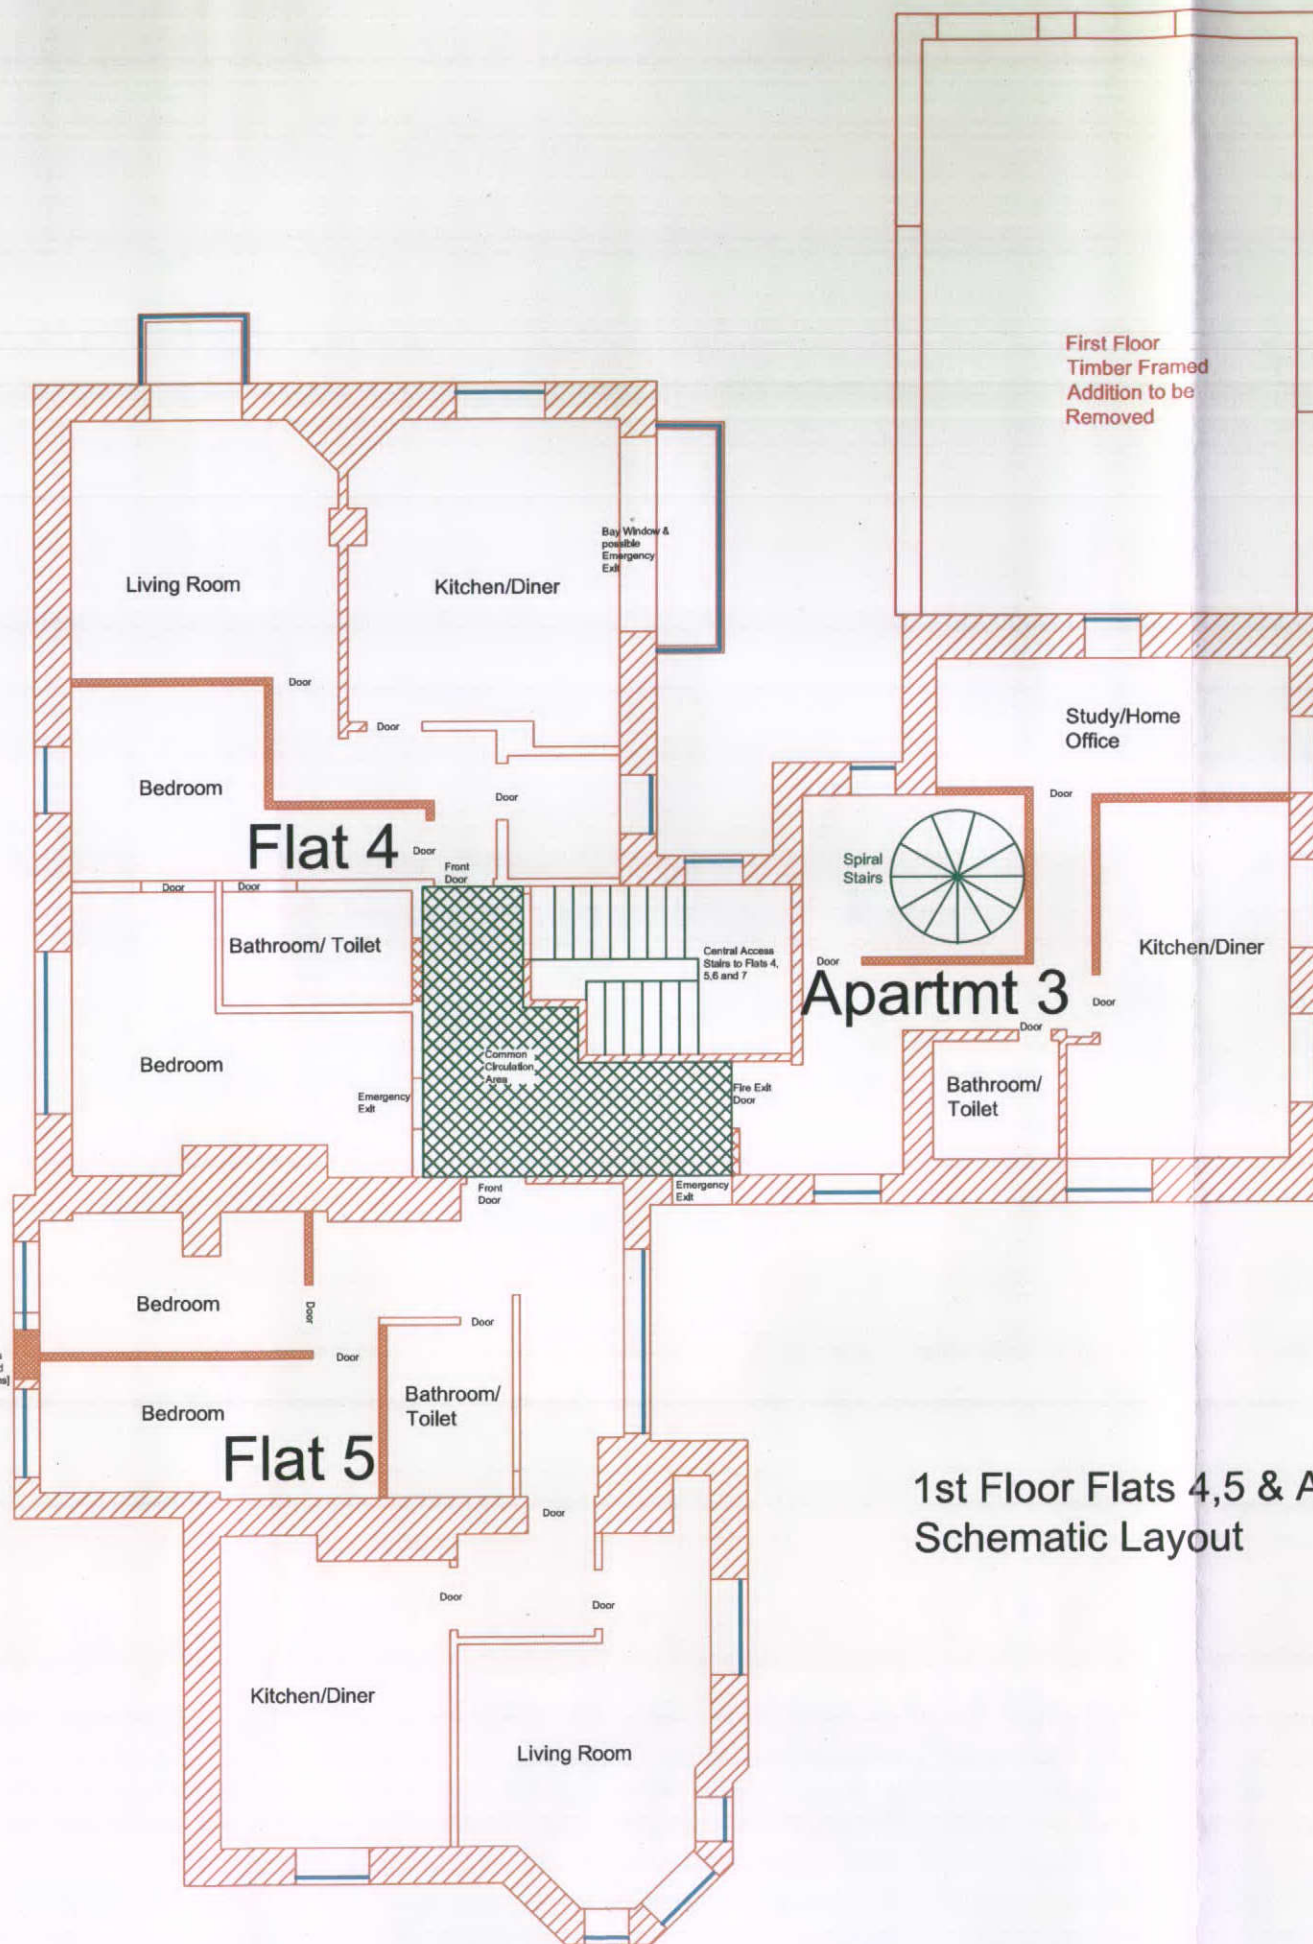 First Floor
Timber Framed
Addition to be
Removed
Bay Window &
possible
Emergency
Exit
Living Room
Kitchen/Diner
Door
Door
Study/Home
Office
Bedroom
Door
Door
Flat 4
Door
Front
Door
Spiral
Stairs
Door
Door
Bathroom/ Toilet
Central Access
Stairs to Flats 4,
5,6 and 7
Door
Kitchen/Diner
Apartmt 3
Door
Door
Common
Circulation
Area
Bedroom
Emergency
Exit
Fire Exit
Door
Bathroom/
Toilet
Front
Door
Emergency
Exit
Bedroom
Door
Door
Door
Bedroom
Bathroom/
Toilet
Flat 5
1st Floor Flats 4,5 & A
Schematic Layout
Door
Door
Door
Kitchen/Diner
Living Room